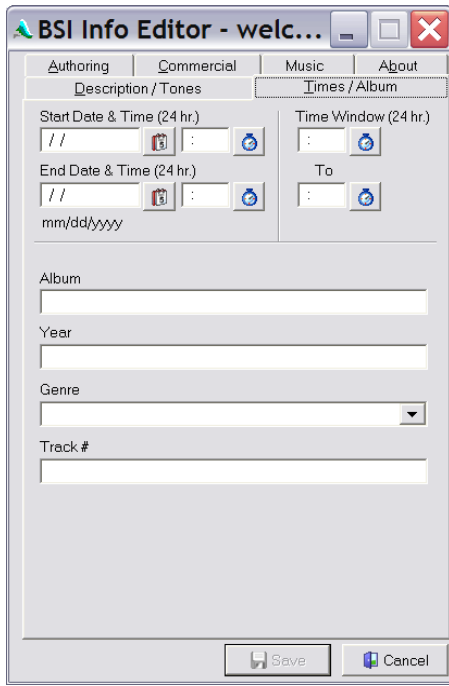 BSI Info Editor - welc...
Authoring Commercial Music About
Description / Tones Times / Album
Start Date & Time (24 hr.) Time Window (24 hr.)
/ / : :
End Date & Time (24 hr.) To
/ / : :
mm/dd/yyyy
Album
Year
Genre
Track #
Save Cancel